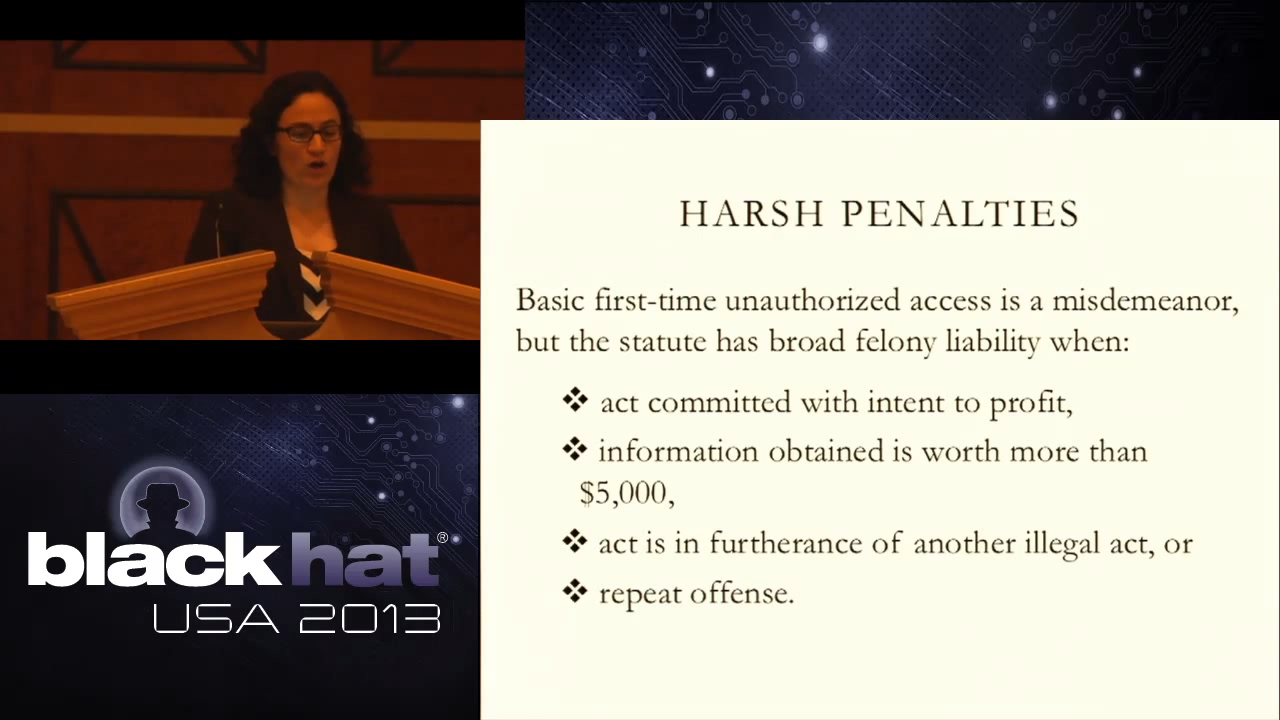 HARSH PENALTIES
Basic first-time unauthorized access is a misdemeanor,
but the statute has broad felony liability when:
❖ act committed with intent to profit,
❖ information obtained is worth more than
$5,000,
❖ act is in furtherance of another illegal act, or
❖ repeat offense.
blackhat®
USA 2013